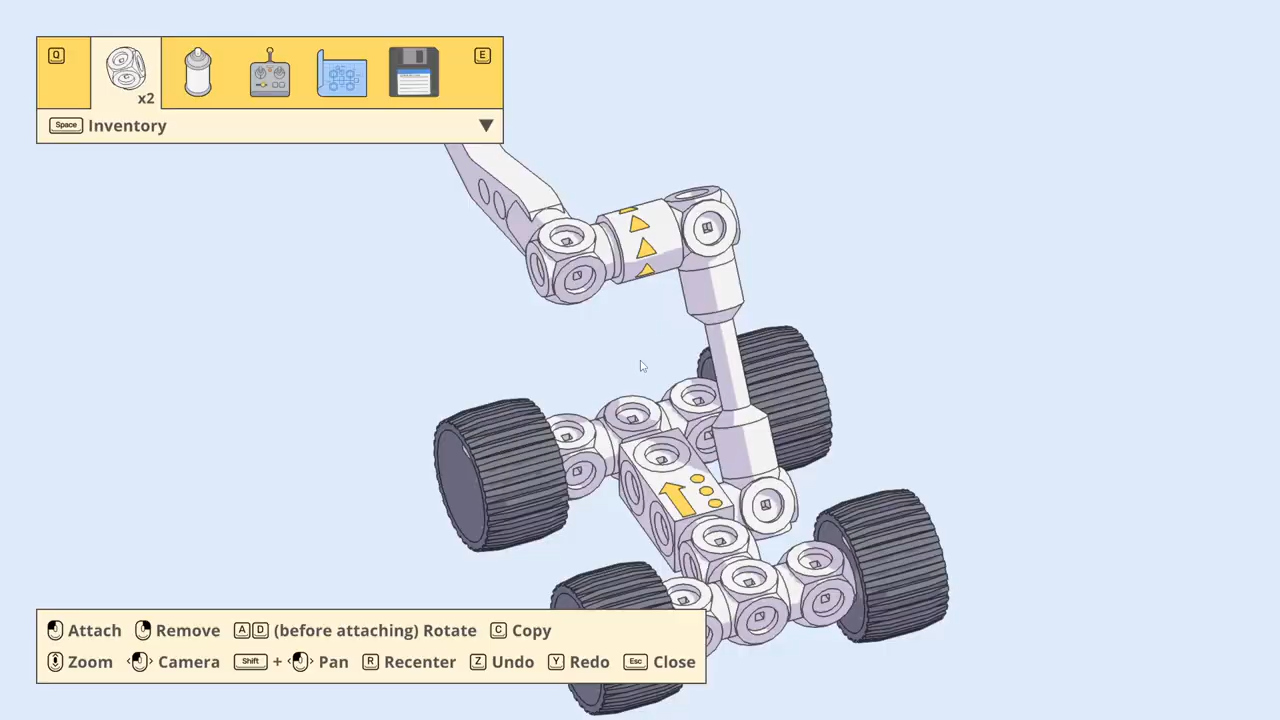 Q E
x2
Space Inventory
Attach Remove A D (before attaching) Rotate C Copy
Zoom Camera Shift + Pan R Recenter Z Undo Y Redo Esc Close